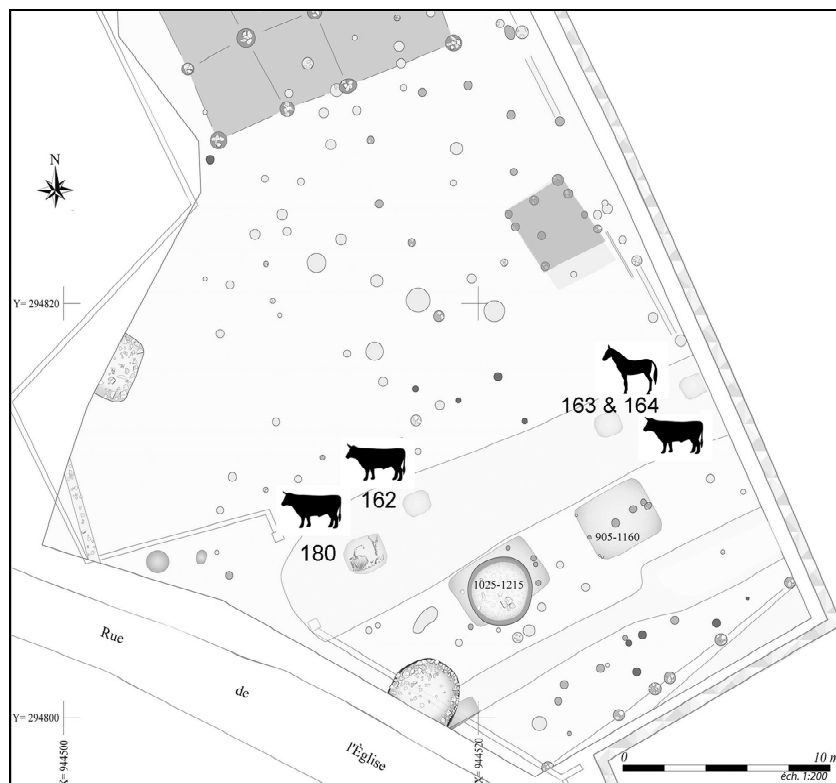 N
Y= 294820
163 & 164
162
180
905-1160
1025-1215
Rue
de
l'Èglise
Y= 294800
X= 944500
X= 944520
0
10 m
éch. 1:200